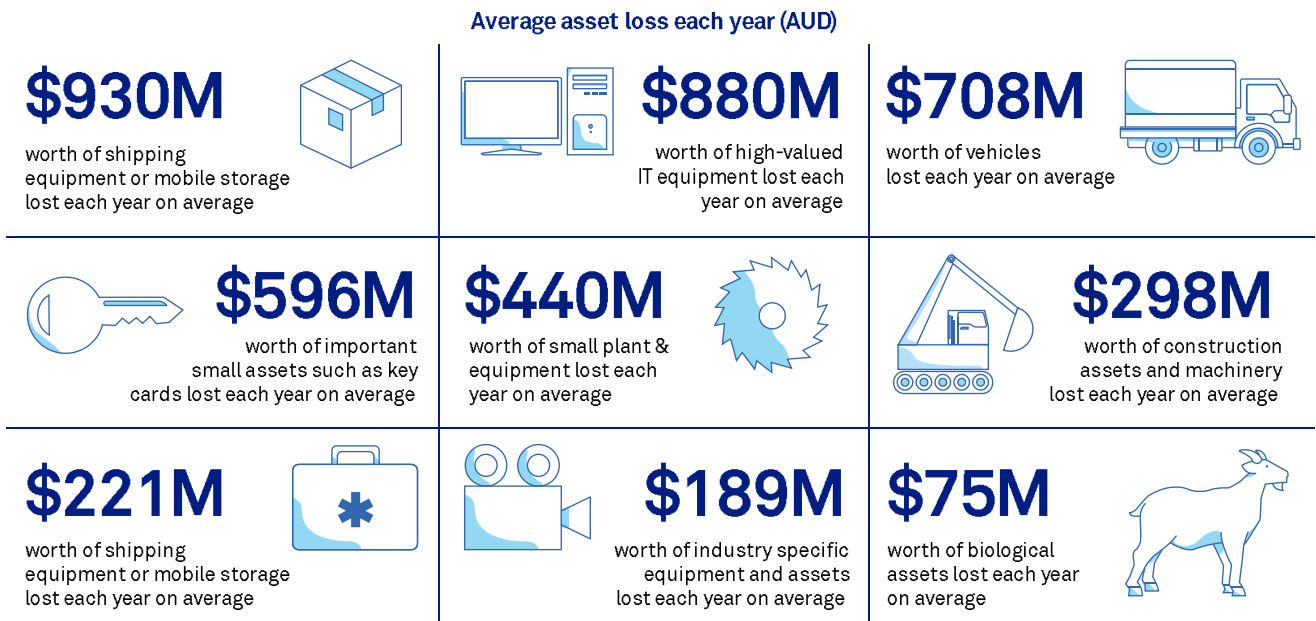 Average asset loss each year (AUD)
$930M
worth of shipping
equipment or mobile storage
lost each year on average
$880M
worth of high-valued
IT equipment lost each
year on average
$708M
worth of vehicles
lost each year on average
$596M
worth of important
small assets such as key
cards lost each year on average
$440M
worth of small plant &
equipment lost each
year on average
$298M
worth of construction
assets and machinery
lost each year on average
$221M
worth of shipping
equipment or mobile storage
lost each year on average
$189M
worth of industry specific
equipment and assets
lost each year on average
$75M
worth of biological
assets lost each year
on average